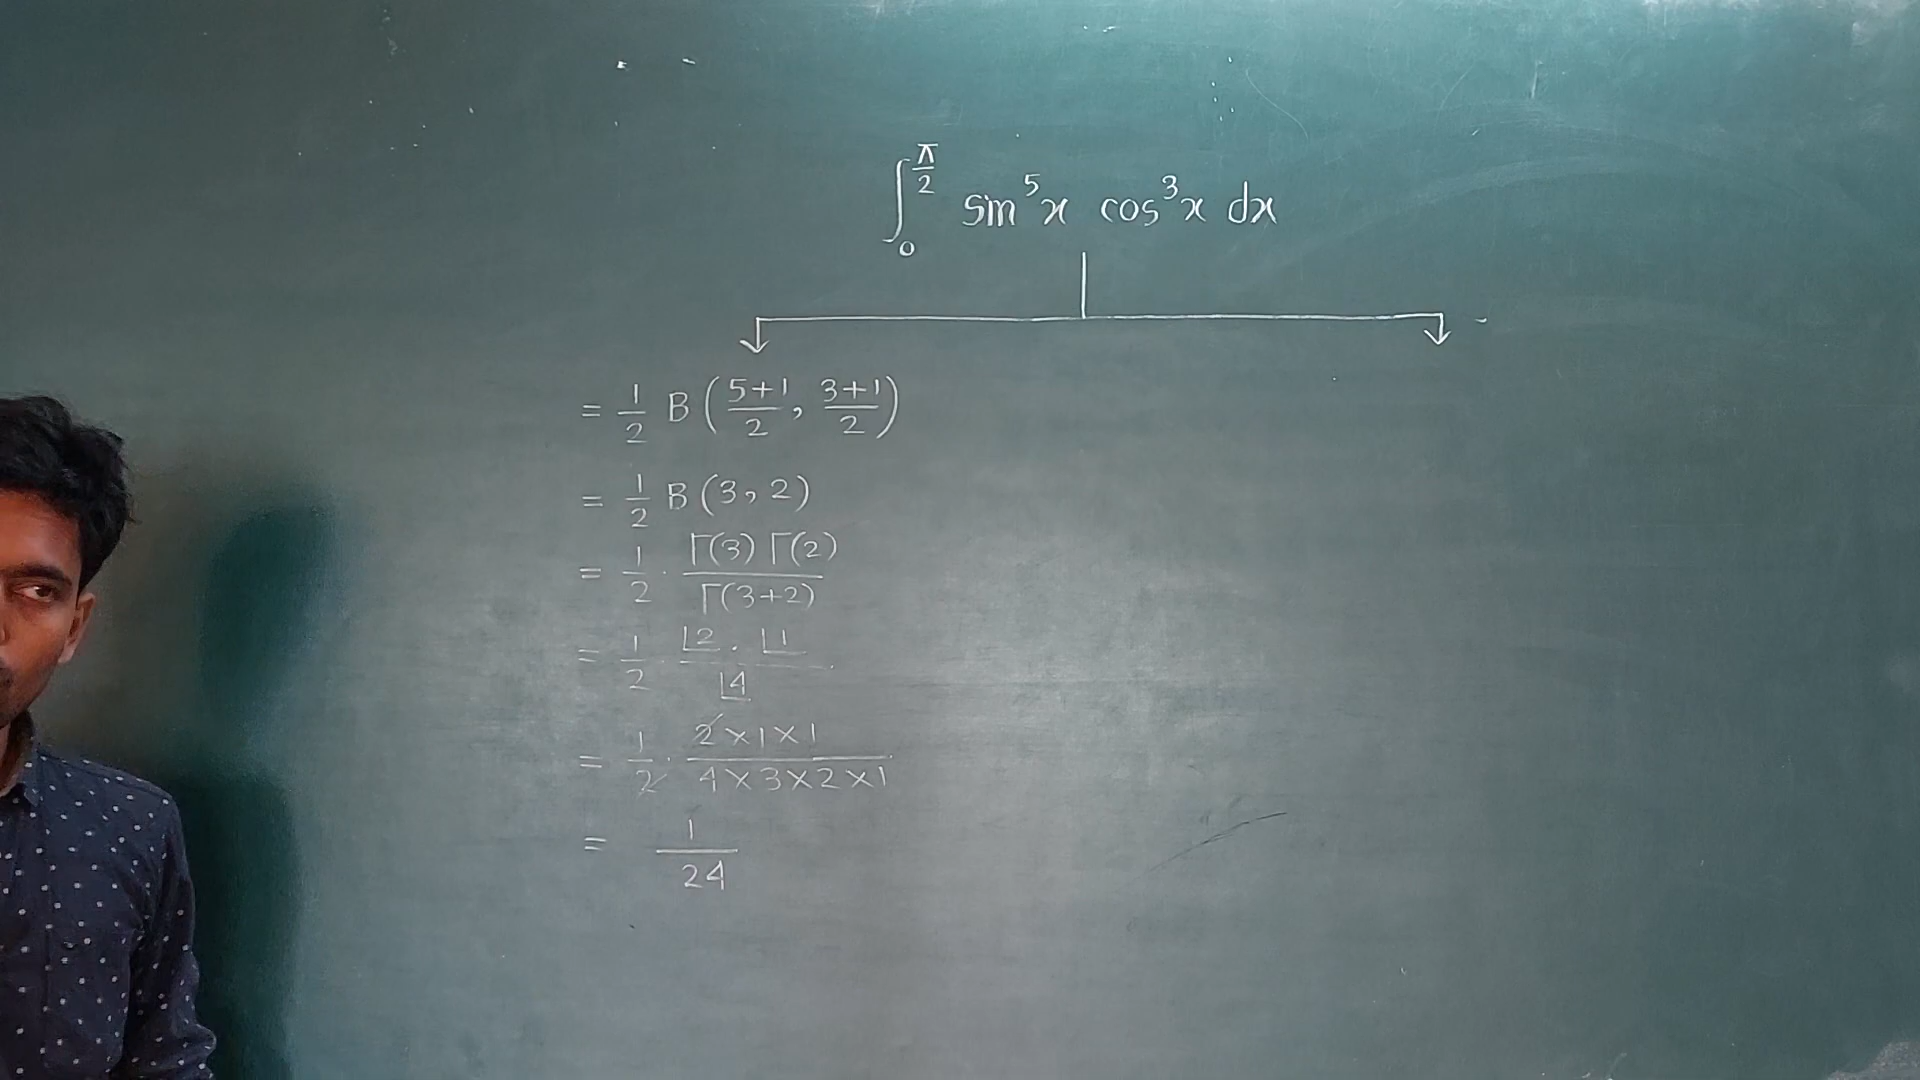 ∫₀^(π/2) sin⁵x cos³x dx
= 1/2 B((5+1)/2, (3+1)/2)
= 1/2 B(3, 2)
= 1/2 · Γ(3) Γ(2) / Γ(3+2)
= 1/2 · ⌊2 . ⌊1 / ⌊4
= 1/2 · 2×1×1 / 4×3×2×1
= 1/24